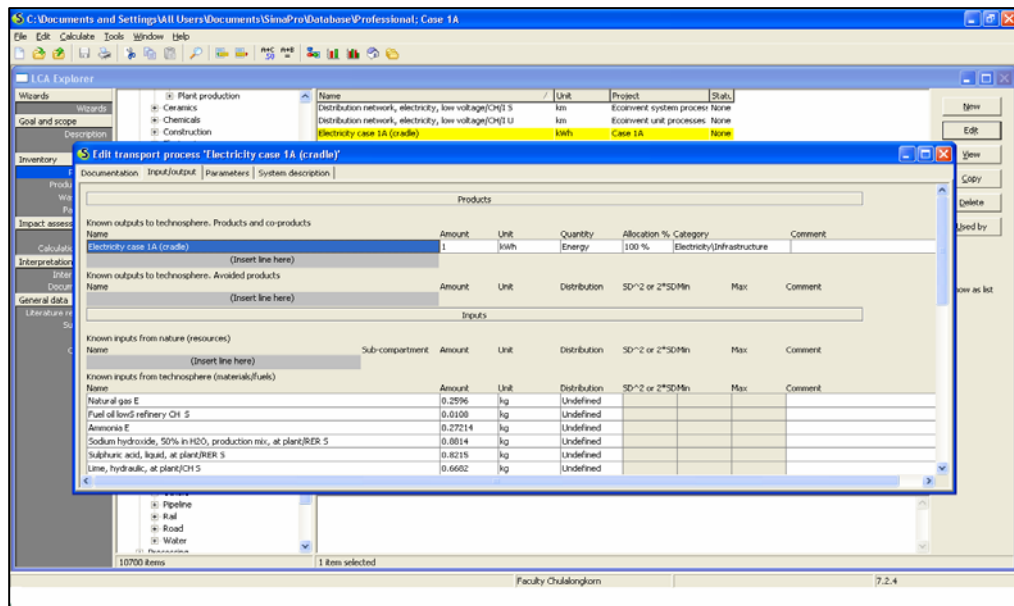 C:\Documents and Settings\All Users\Documents\SimaPro\Database\Professional; Case 1A
File Edit Calculate Tools Window Help
LCA Explorer
Wizards
Wizards
Goal and scope
Description
Inventory
Impact assess
Calculatio
Interpretation
Inter
Docum
General data
Literature re
Su
Plant production
Ceramics
Chemicals
Construction
Name / Unit Project Statu
Distribution network, electricity, low voltage/CH/I S km Ecoinvent system process None
Distribution network, electricity, low voltage/CH/I U km Ecoinvent unit processes None
Electricity case 1A (cradle) kWh Case 1A None
New
Edit
View
Copy
Delete
Used by
ow as list
Edit transport process 'Electricity case 1A (cradle)'
Documentation Input/output Parameters System description
Products
Known outputs to technosphere. Products and co-products
Name Amount Unit Quantity Allocation % Category Comment
Electricity case 1A (cradle) 1 kWh Energy 100 % Electricity\Infrastructure
(Insert line here)
Known outputs to technosphere. Avoided products
Name Amount Unit Distribution SD^2 or 2*SD Min Max Comment
(Insert line here)
Inputs
Known inputs from nature (resources)
Name Sub-compartment Amount Unit Distribution SD^2 or 2*SD Min Max Comment
(Insert line here)
Known inputs from technosphere (materials/fuels)
Name Amount Unit Distribution SD^2 or 2*SD Min Max Comment
Natural gas E 0.2596 kg Undefined
Fuel oil lowS refinery CH S 0.0108 kg Undefined
Ammonia E 0.27214 kg Undefined
Sodium hydroxide, 50% in H2O, production mix, at plant/RER S 0.8814 kg Undefined
Sulphuric acid, liquid, at plant/RER S 0.8215 kg Undefined
Lime, hydraulic, at plant/CH S 0.6682 kg Undefined
Pipeline
Rail
Road
Water
10700 items 1 item selected
Faculty Chulalongkorn 7.2.4